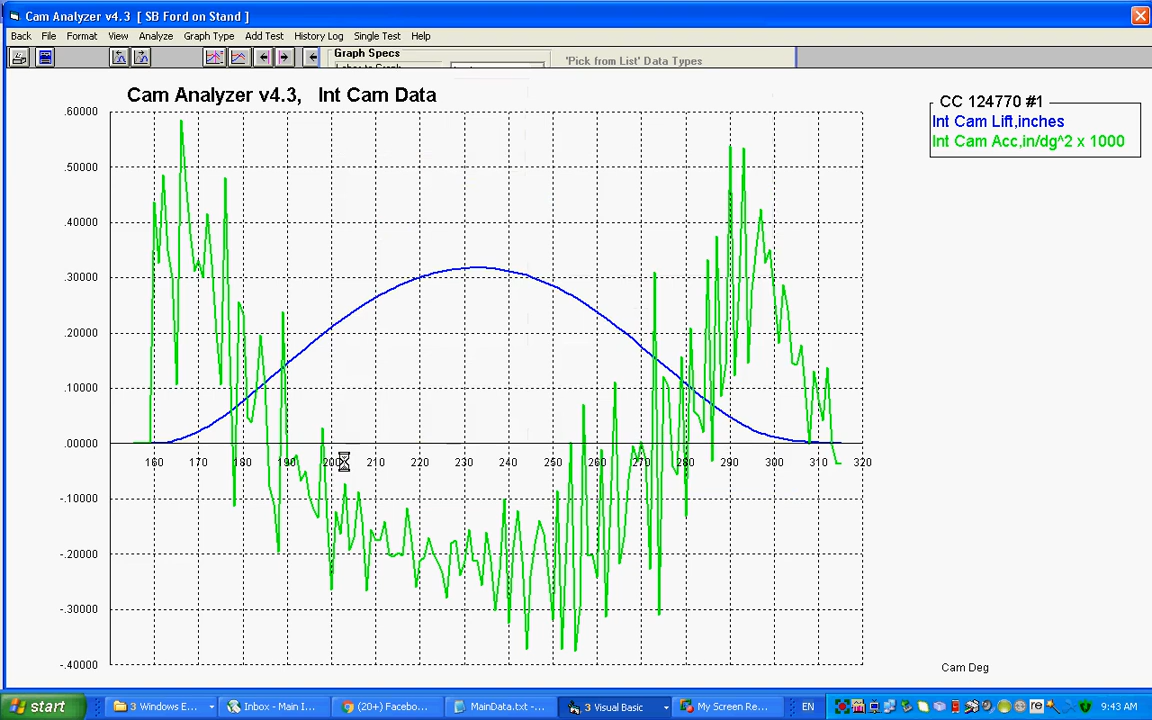 Cam Analyzer v4.3 [ SB Ford on Stand ]
Back File Format View Analyze Graph Type Add Test History Log Single Test Help
Graph Specs
'Pick from List' Data Types
Cam Analyzer v4.3, Int Cam Data
CC 124770 #1
Int Cam Lift,inches
Int Cam Acc,in/dg^2 x 1000
.60000
.50000
.40000
.30000
.20000
.10000
.00000
160 170 180 190 200 210 220 230 240 250 260 270 280 290 300 310 320
-.10000
-.20000
-.30000
-.40000
Cam Deg
start
3 Windows E...
Inbox - Main I...
(20+) Facebo...
MainData.txt -...
3 Visual Basic
My Screen Re...
EN
re
9:43 AM